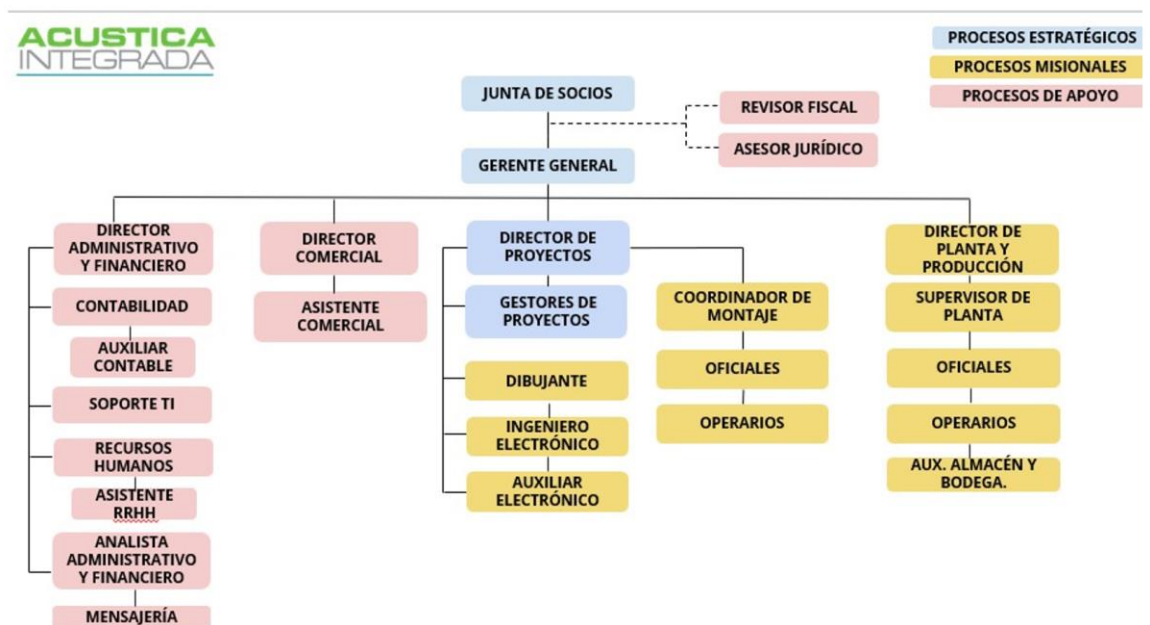 ACUSTICA
INTEGRADA
PROCESOS ESTRATÉGICOS
PROCESOS MISIONALES
PROCESOS DE APOYO
JUNTA DE SOCIOS
REVISOR FISCAL
ASESOR JURÍDICO
GERENTE GENERAL
DIRECTOR
ADMINISTRATIVO
Y FINANCIERO
CONTABILIDAD
AUXILIAR
CONTABLE
SOPORTE TI
RECURSOS
HUMANOS
ASISTENTE
RRHH
ANALISTA
ADMINISTRATIVO
Y FINANCIERO
MENSAJERÍA
DIRECTOR
COMERCIAL
ASISTENTE
COMERCIAL
DIRECTOR DE
PROYECTOS
GESTORES DE
PROYECTOS
DIBUJANTE
INGENIERO
ELECTRÓNICO
AUXILIAR
ELECTRÓNICO
COORDINADOR DE
MONTAJE
OFICIALES
OPERARIOS
DIRECTOR DE
PLANTA Y
PRODUCCIÓN
SUPERVISOR DE
PLANTA
OFICIALES
OPERARIOS
AUX. ALMACÉN Y
BODEGA.